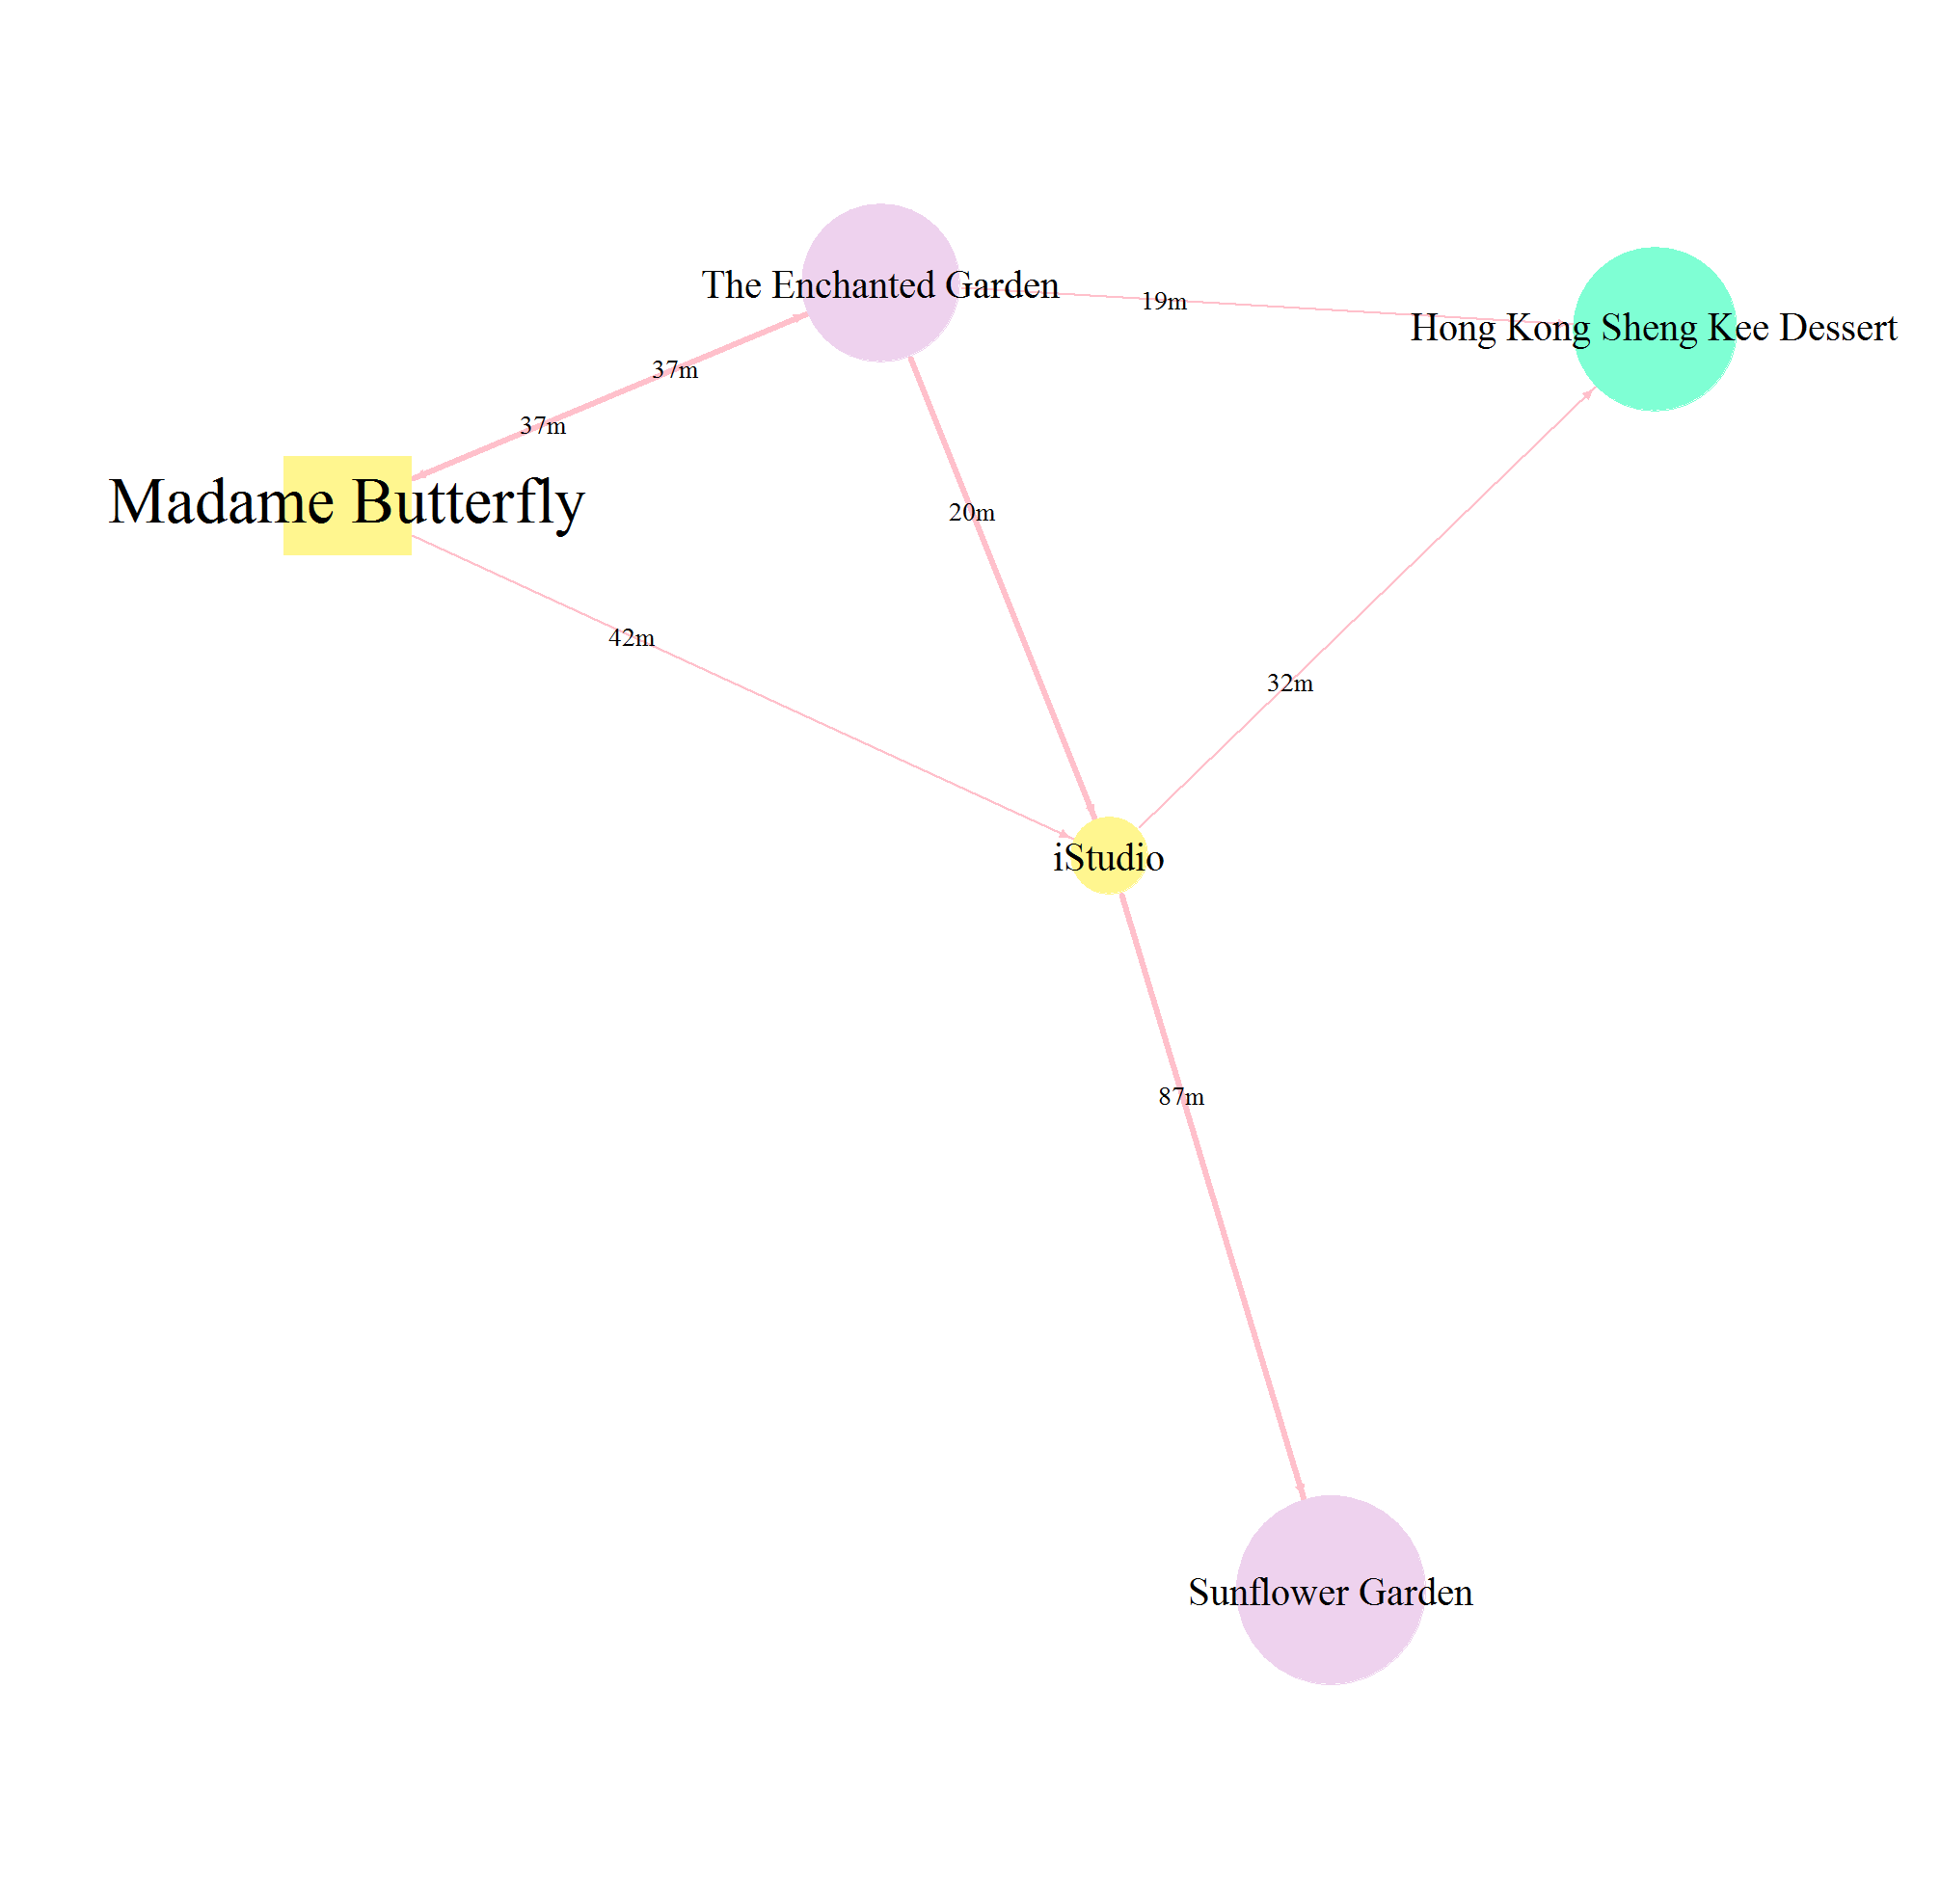 The Enchanted Garden
19m
Hong Kong Sheng Kee Dessert
37m
37m
Madame Butterfly
20m
42m
32m
iStudio
87m
Sunflower Garden